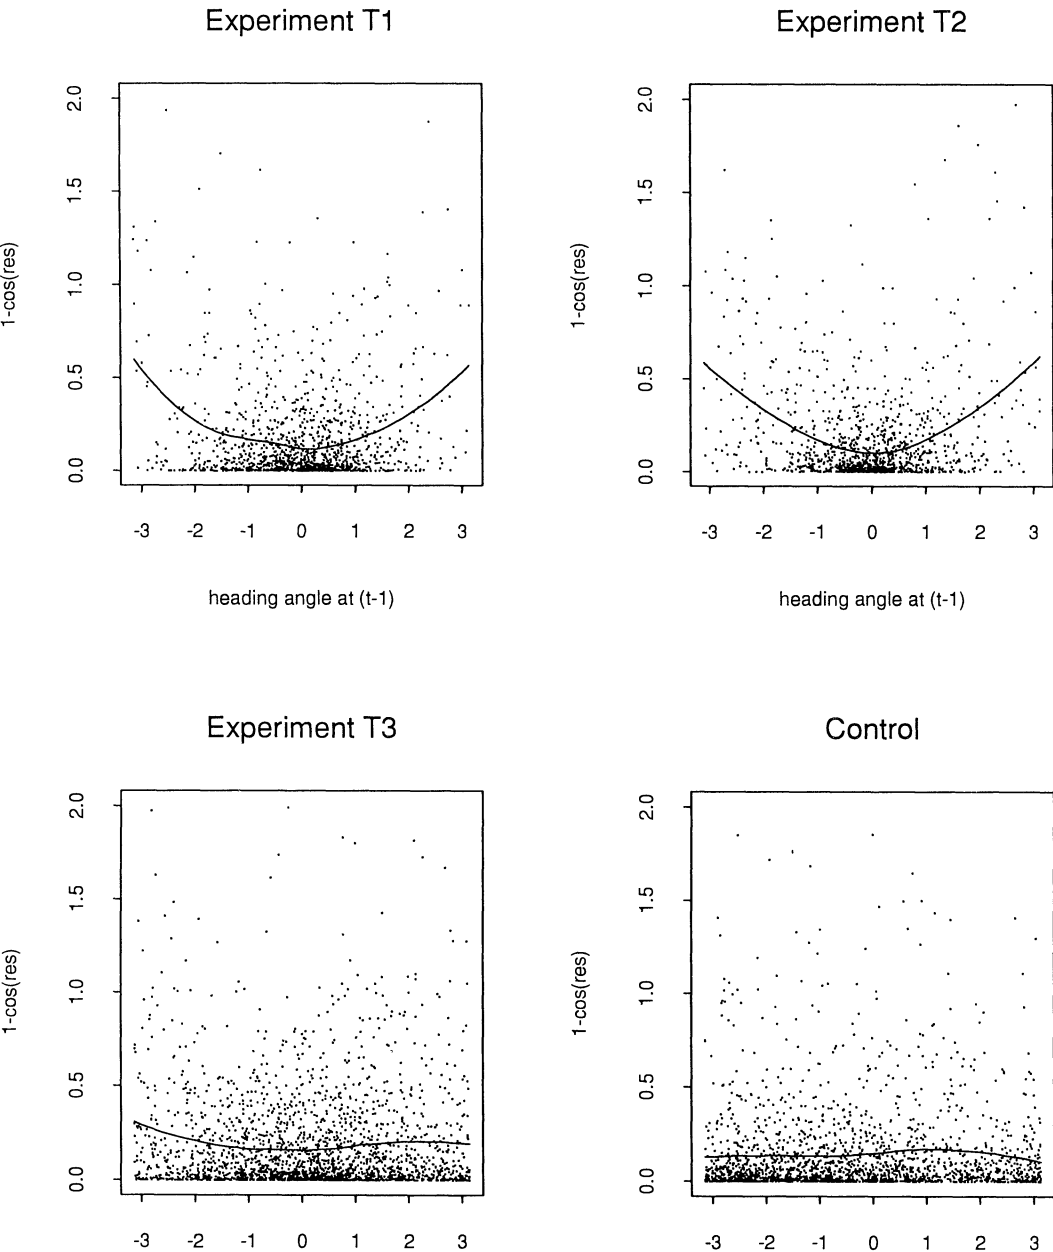 Experiment T1
Experiment T2
2.0
1.5
1.0
0.5
0.0
1-cos(res)
-3 -2 -1 0 1 2 3
heading angle at (t-1)
2.0
1.5
1.0
0.5
0.0
1-cos(res)
-3 -2 -1 0 1 2 3
heading angle at (t-1)
Experiment T3
Control
2.0
1.5
1.0
0.5
0.0
1-cos(res)
-3 -2 -1 0 1 2 3
2.0
1.5
1.0
0.5
0.0
1-cos(res)
-3 -2 -1 0 1 2 3